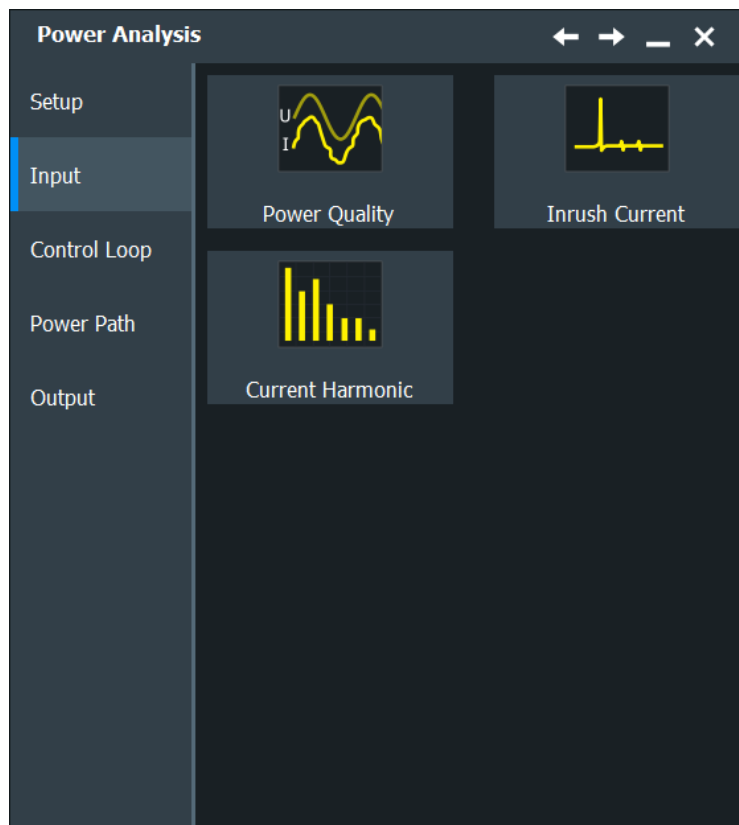 Power Analysis
Setup
Input
Control Loop
Power Path
Output
U
I
Power Quality
Inrush Current
Current Harmonic